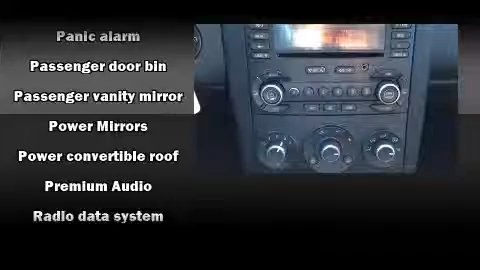 Panic alarm
Passenger door bin
Passenger vanity mirror
Power Mirrors
Power convertible roof
Premium Audio
Radio data system